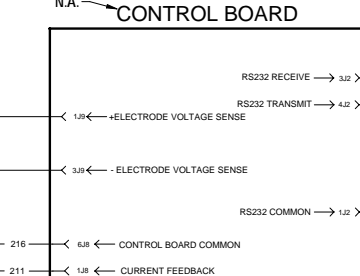 N.A.
CONTROL BOARD
RS232 RECEIVE 3J2
RS232 TRANSMIT 4J2
1J9 +ELECTRODE VOLTAGE SENSE
3J9 - ELECTRODE VOLTAGE SENSE
RS232 COMMON 1J2
216 6J8 CONTROL BOARD COMMON
211 1J8 CURRENT FEEDBACK